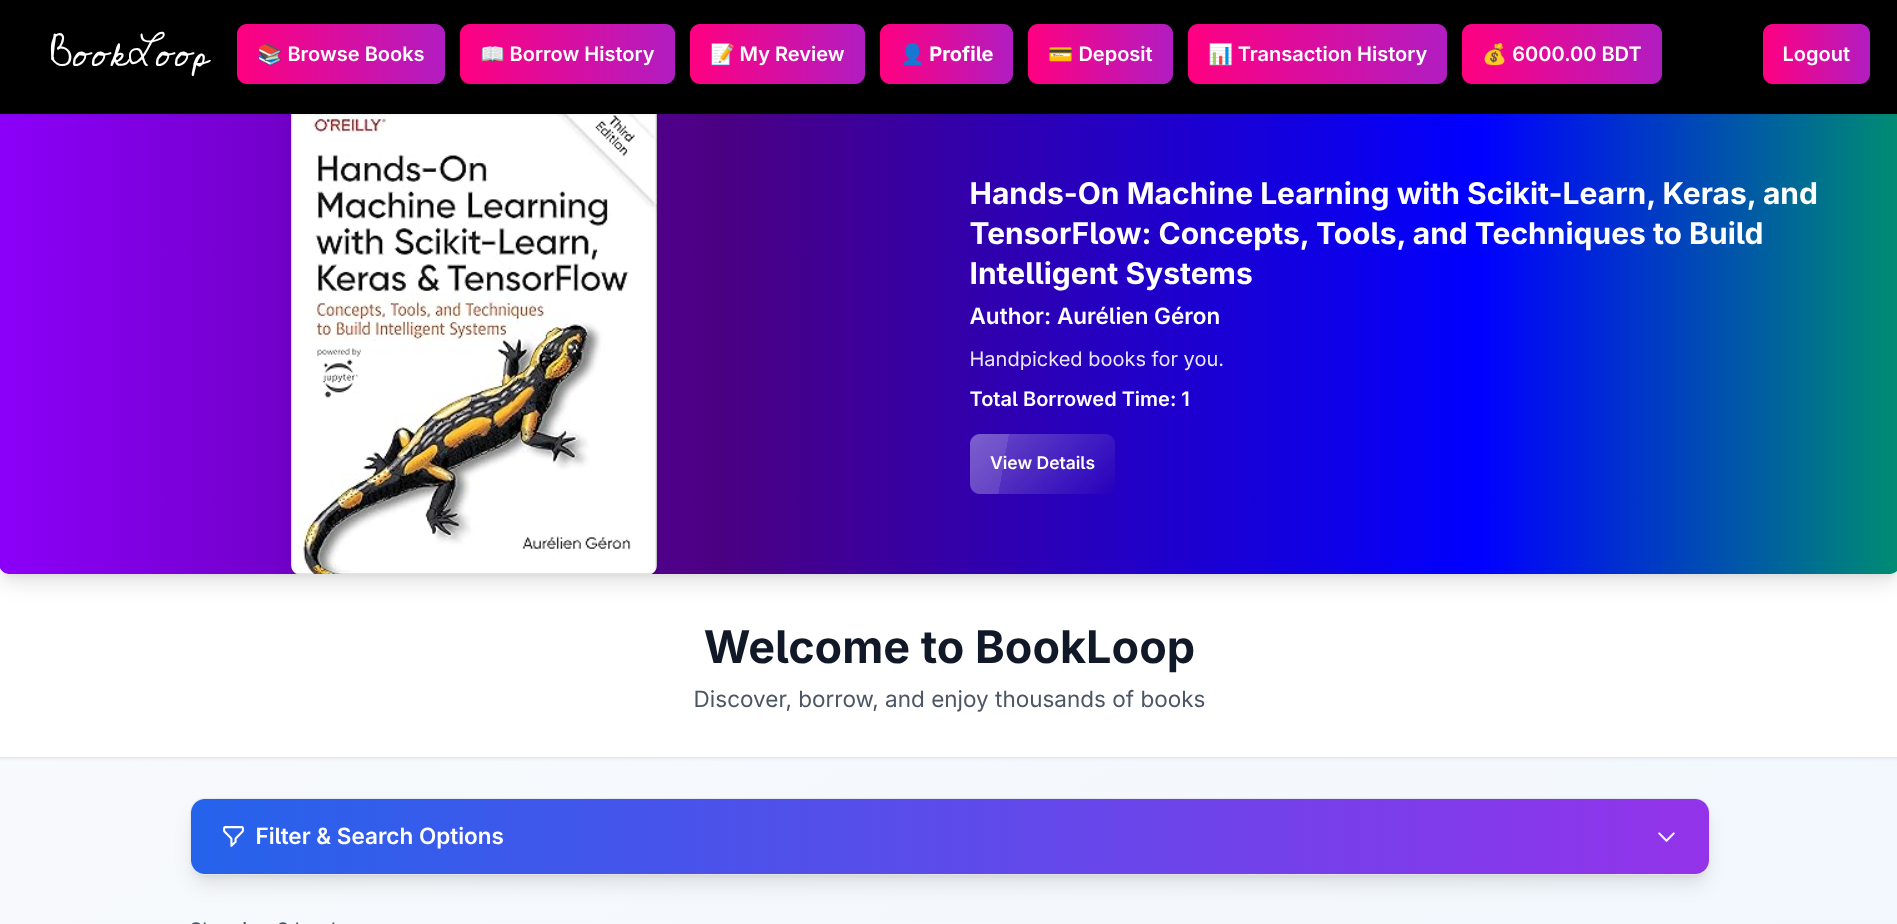 BookLoop
📚 Browse Books
📖 Borrow History
📝 My Review
👤 Profile
💳 Deposit
📊 Transaction History
💰 6000.00 BDT
Logout
O'REILLY
Third
Edition
Hands-On
Machine Learning
with Scikit-Learn,
Keras & TensorFlow
Concepts, Tools, and Techniques
to Build Intelligent Systems
powered by
jupyter
Aurélien Géron
Hands-On Machine Learning with Scikit-Learn, Keras, and
TensorFlow: Concepts, Tools, and Techniques to Build
Intelligent Systems
Author: Aurélien Géron
Handpicked books for you.
Total Borrowed Time: 1
View Details
Welcome to BookLoop
Discover, borrow, and enjoy thousands of books
Filter & Search Options